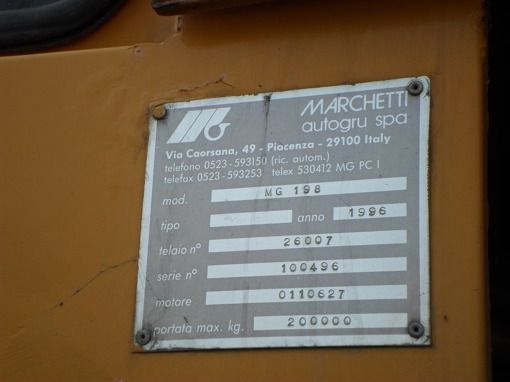 MG
MARCHETTI
autogru spa
Via Caorsana, 49 - Piacenza - 29100 Italy
telefono 0523-593150 (ric. autom.)
telefax 0523-593253 telex 530412 MG PC I
mod. MG 198
tipo anno 1996
telaio n° 26007
serie n° 100496
motore 0110627
portata max. kg. 200000